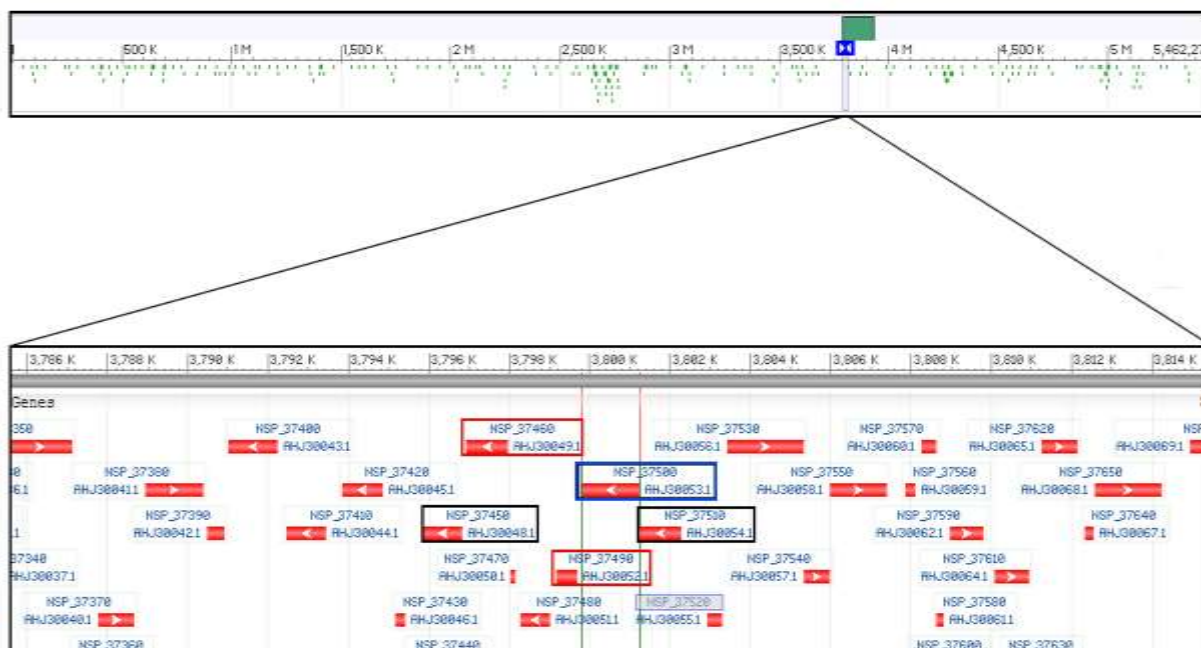 500 K 1 M 1,500 K 2 M 2,500 K 3 M 3,500 K 4 M 4,500 K 5 M 5,462,27
3,786 K 3,788 K 3,790 K 3,792 K 3,794 K 3,796 K 3,798 K 3,800 K 3,802 K 3,804 K 3,806 K 3,808 K 3,810 K 3,812 K 3,814 K
Genes
350 NSP_37400 NSP_37460 NSP_37530 NSP_37570 NSP_37620
AHJ30043.1 AHJ30049.1 AHJ30056.1 AHJ30060.1 AHJ30065.1 AHJ30069.1
NSP_37380 NSP_37420 NSP_37500 NSP_37550 NSP_37560 NSP_37650
6.1 AHJ30041.1 AHJ30045.1 AHJ30053.1 AHJ30058.1 AHJ30059.1 AHJ30068.1
NSP_37390 NSP_37410 NSP_37450 NSP_37510 NSP_37590 NSP_37640
.1 AHJ30042.1 AHJ30044.1 AHJ30048.1 AHJ30054.1 AHJ30062.1 AHJ30067.1
37340 NSP_37470 NSP_37490 NSP_37540 NSP_37610
AHJ30037.1 AHJ30050.1 AHJ30052.1 AHJ30057.1 AHJ30064.1
NSP_37370 NSP_37430 NSP_37480 NSP_37520 NSP_37580
AHJ30040.1 AHJ30046.1 AHJ30051.1 AHJ30055.1 AHJ30061.1
NSP_37360 NSP_37440 NSP_37600 NSP_37630